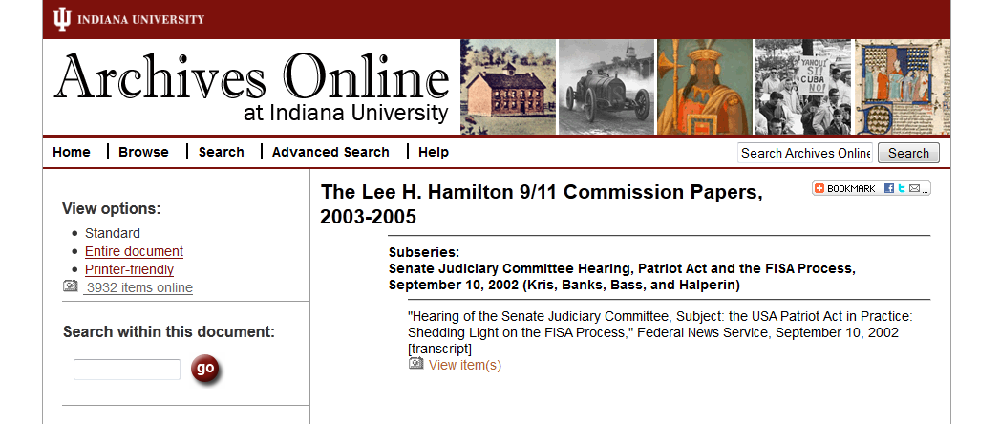 INDIANA UNIVERSITY
Archives Online
at Indiana University
YANQUI
SI!
CUBA
NO!
Home Browse Search Advanced Search Help
Search Archives Online
Search
View options:
Standard
Entire document
Printer-friendly
3932 items online
Search within this document:
go
The Lee H. Hamilton 9/11 Commission Papers,
2003-2005
BOOKMARK
Subseries:
Senate Judiciary Committee Hearing, Patriot Act and the FISA Process,
September 10, 2002 (Kris, Banks, Bass, and Halperin)
"Hearing of the Senate Judiciary Committee, Subject: the USA Patriot Act in Practice:
Shedding Light on the FISA Process," Federal News Service, September 10, 2002
[transcript]
View item(s)